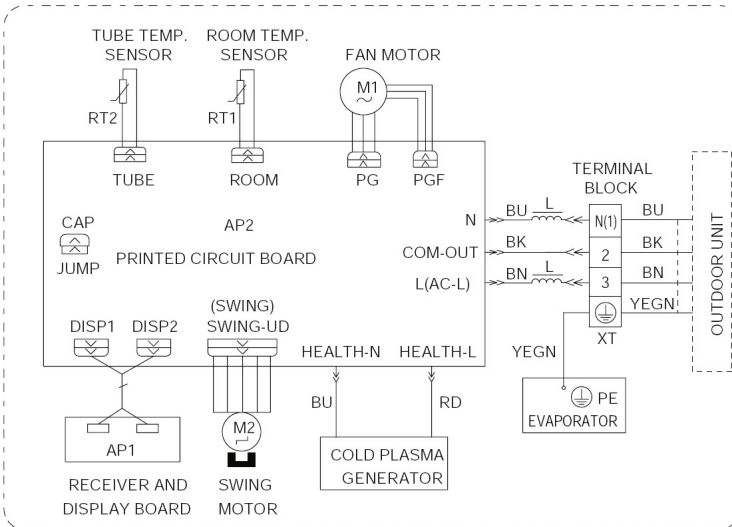 TUBE TEMP.
SENSOR
ROOM TEMP.
SENSOR
FAN MOTOR
RT2
RT1
M1
TUBE
ROOM
PG
PGF
TERMINAL
BLOCK
CAP
JUMP
AP2
PRINTED CIRCUIT BOARD
N
BU
L
N(1)
BU
COM-OUT
BK
2
BK
L(AC-L)
BN
L
3
BN
YEGN
XT
OUTDOOR UNIT
DISP1
DISP2
(SWING)
SWING-UD
HEALTH-N
HEALTH-L
YEGN
PE
EVAPORATOR
BU
RD
AP1
M2
COLD PLASMA
GENERATOR
RECEIVER AND
DISPLAY BOARD
SWING
MOTOR